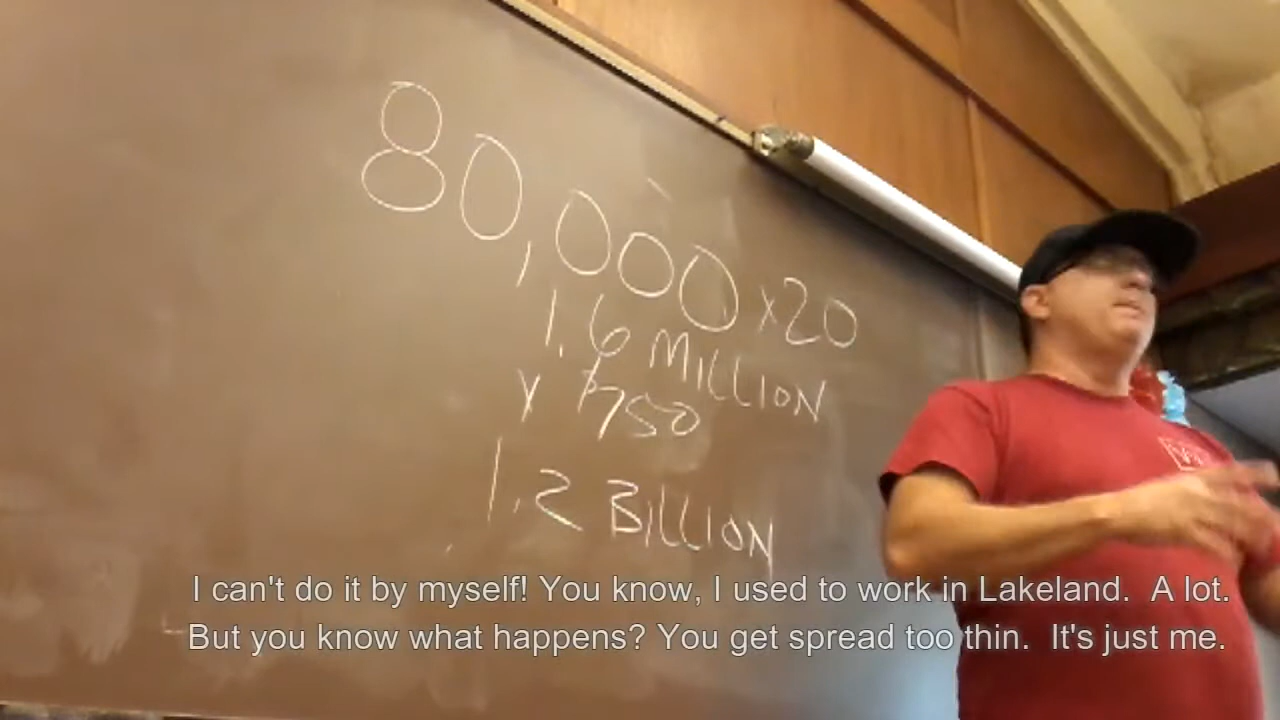 80,000 x 20
1.6 MILLION
x $750
1.2 BILLION
I can't do it by myself! You know, I used to work in Lakeland.  A lot.
But you know what happens? You get spread too thin.  It's just me.